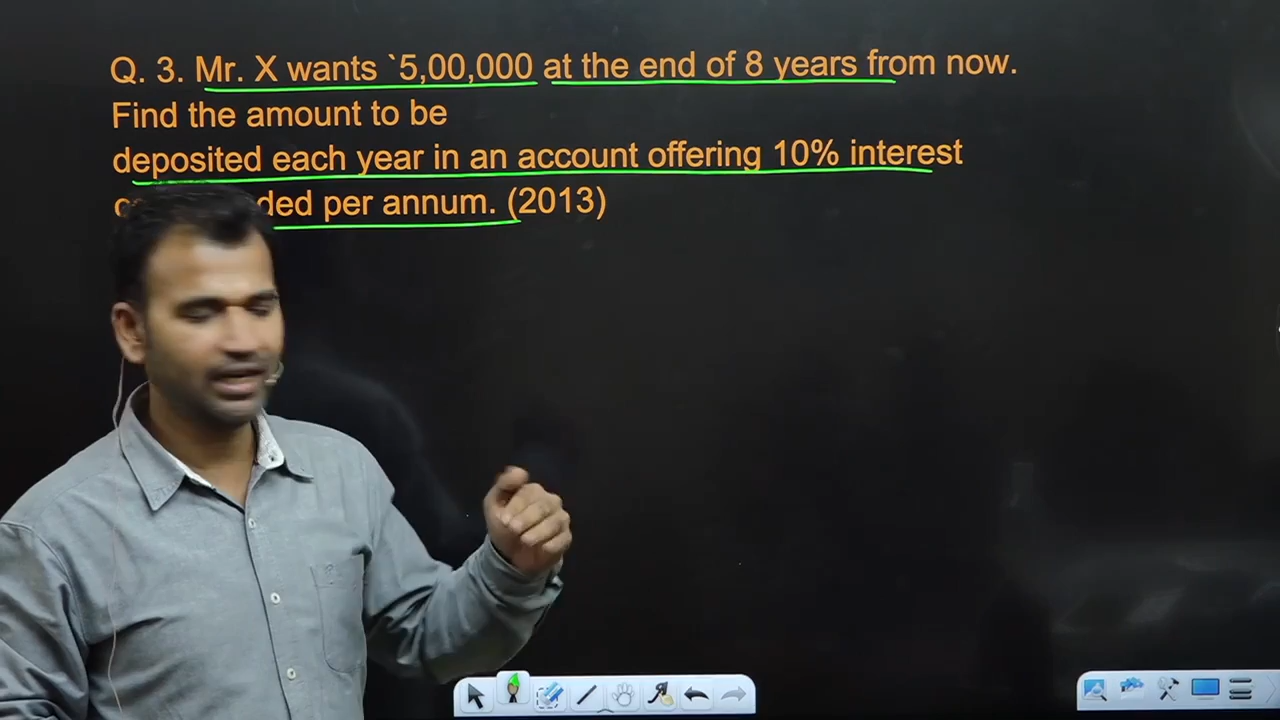 Q. 3. Mr. X wants `5,00,000 at the end of 8 years from now.
Find the amount to be
deposited each year in an account offering 10% interest
per annum. (2013)